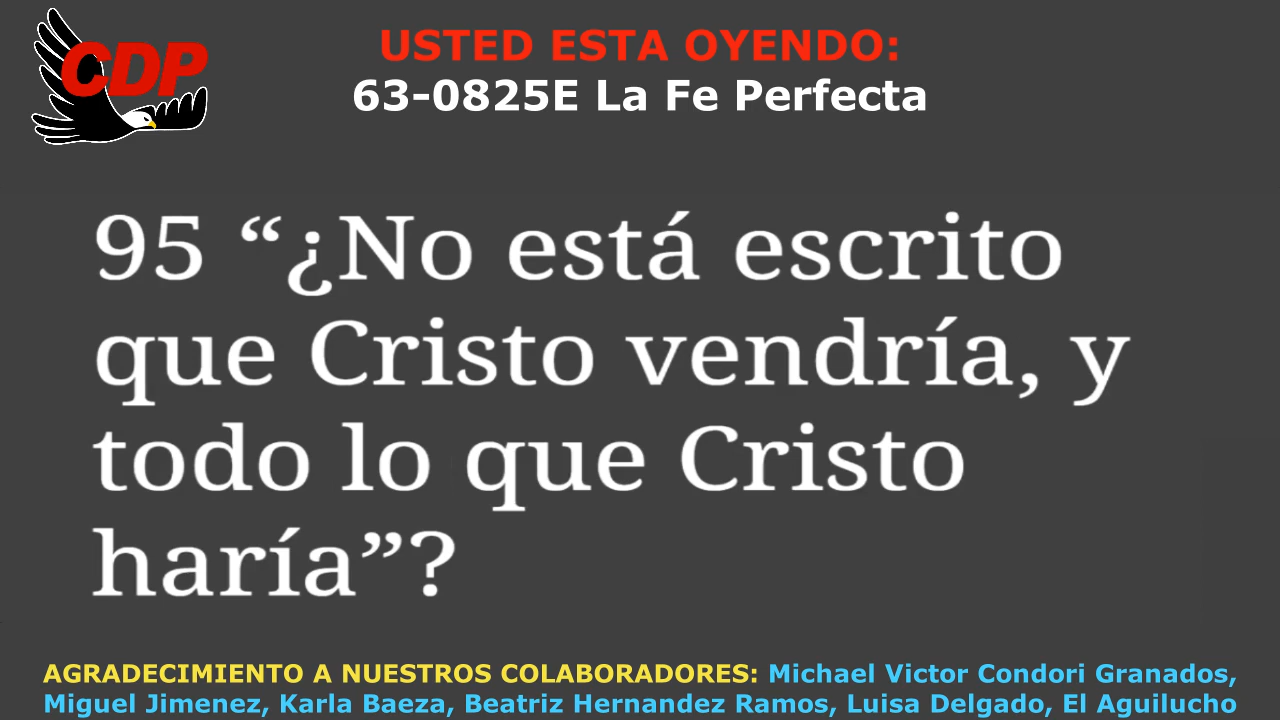 CDP
USTED ESTA OYENDO:
63-0825E La Fe Perfecta
95 “¿No está escrito
que Cristo vendría, y
todo lo que Cristo
haría”?
AGRADECIMIENTO A NUESTROS COLABORADORES: Michael Victor Condori Granados,
Miguel Jimenez, Karla Baeza, Beatriz Hernandez Ramos, Luisa Delgado, El Aguilucho